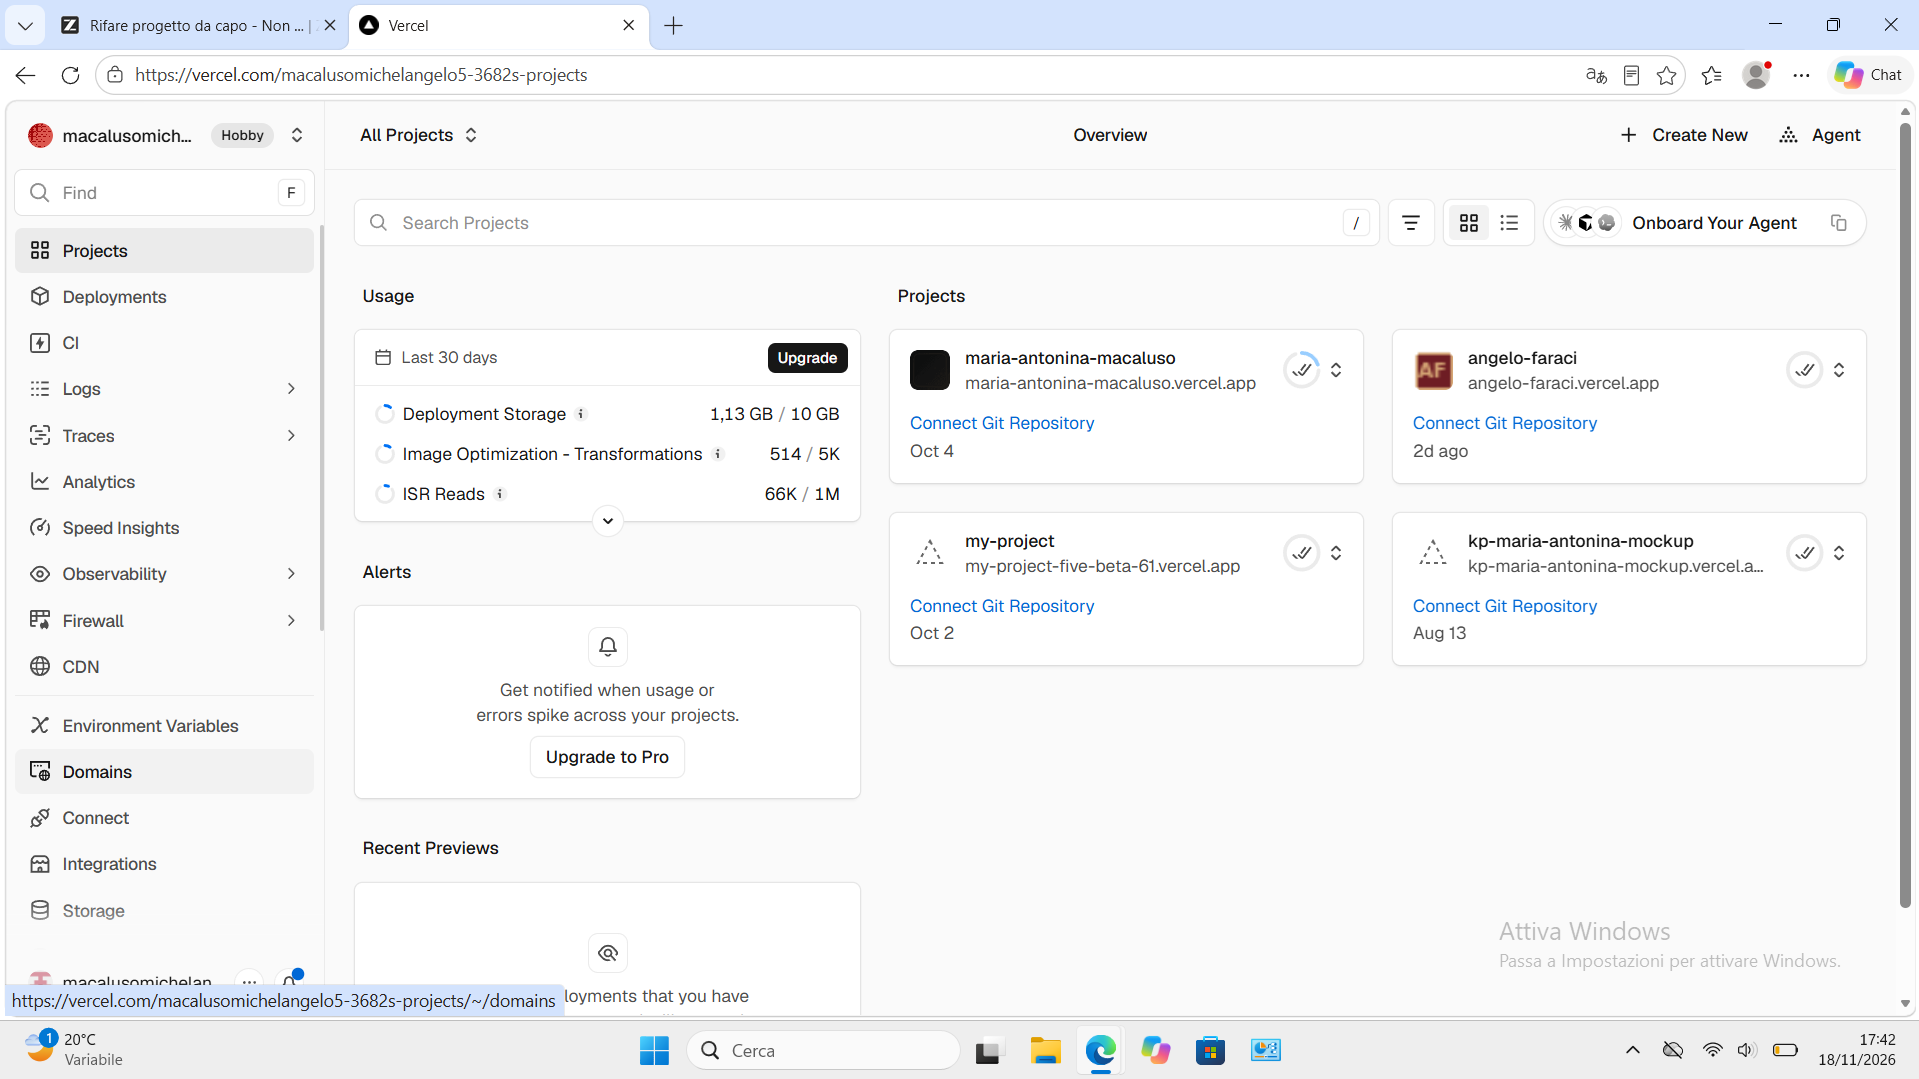 Rifare progetto da capo - Non ... |
Vercel
https://vercel.com/macalusomichelangelo5-3682s-projects
Chat
macalusomich...
Hobby
All Projects
Overview
Create New
Agent
Find
F
Search Projects
/
Onboard Your Agent
Projects
Deployments
CI
Logs
Traces
Analytics
Speed Insights
Observability
Firewall
CDN
Environment Variables
Domains
Connect
Integrations
Storage
macalusomichelan
...
https://vercel.com/macalusomichelangelo5-3682s-projects/~/domains
Usage
Last 30 days
Upgrade
Deployment Storage
1,13 GB / 10 GB
Image Optimization - Transformations
514 / 5K
ISR Reads
66K / 1M
Alerts
Get notified when usage or
errors spike across your projects.
Upgrade to Pro
Recent Previews
loyments that you have
Projects
maria-antonina-macaluso
maria-antonina-macaluso.vercel.app
Connect Git Repository
Oct 4
AF
angelo-faraci
angelo-faraci.vercel.app
Connect Git Repository
2d ago
my-project
my-project-five-beta-61.vercel.app
Connect Git Repository
Oct 2
kp-maria-antonina-mockup
kp-maria-antonina-mockup.vercel.a...
Connect Git Repository
Aug 13
Attiva Windows
Passa a Impostazioni per attivare Windows.
1
20°C
Variabile
Cerca
17:42
18/11/2026